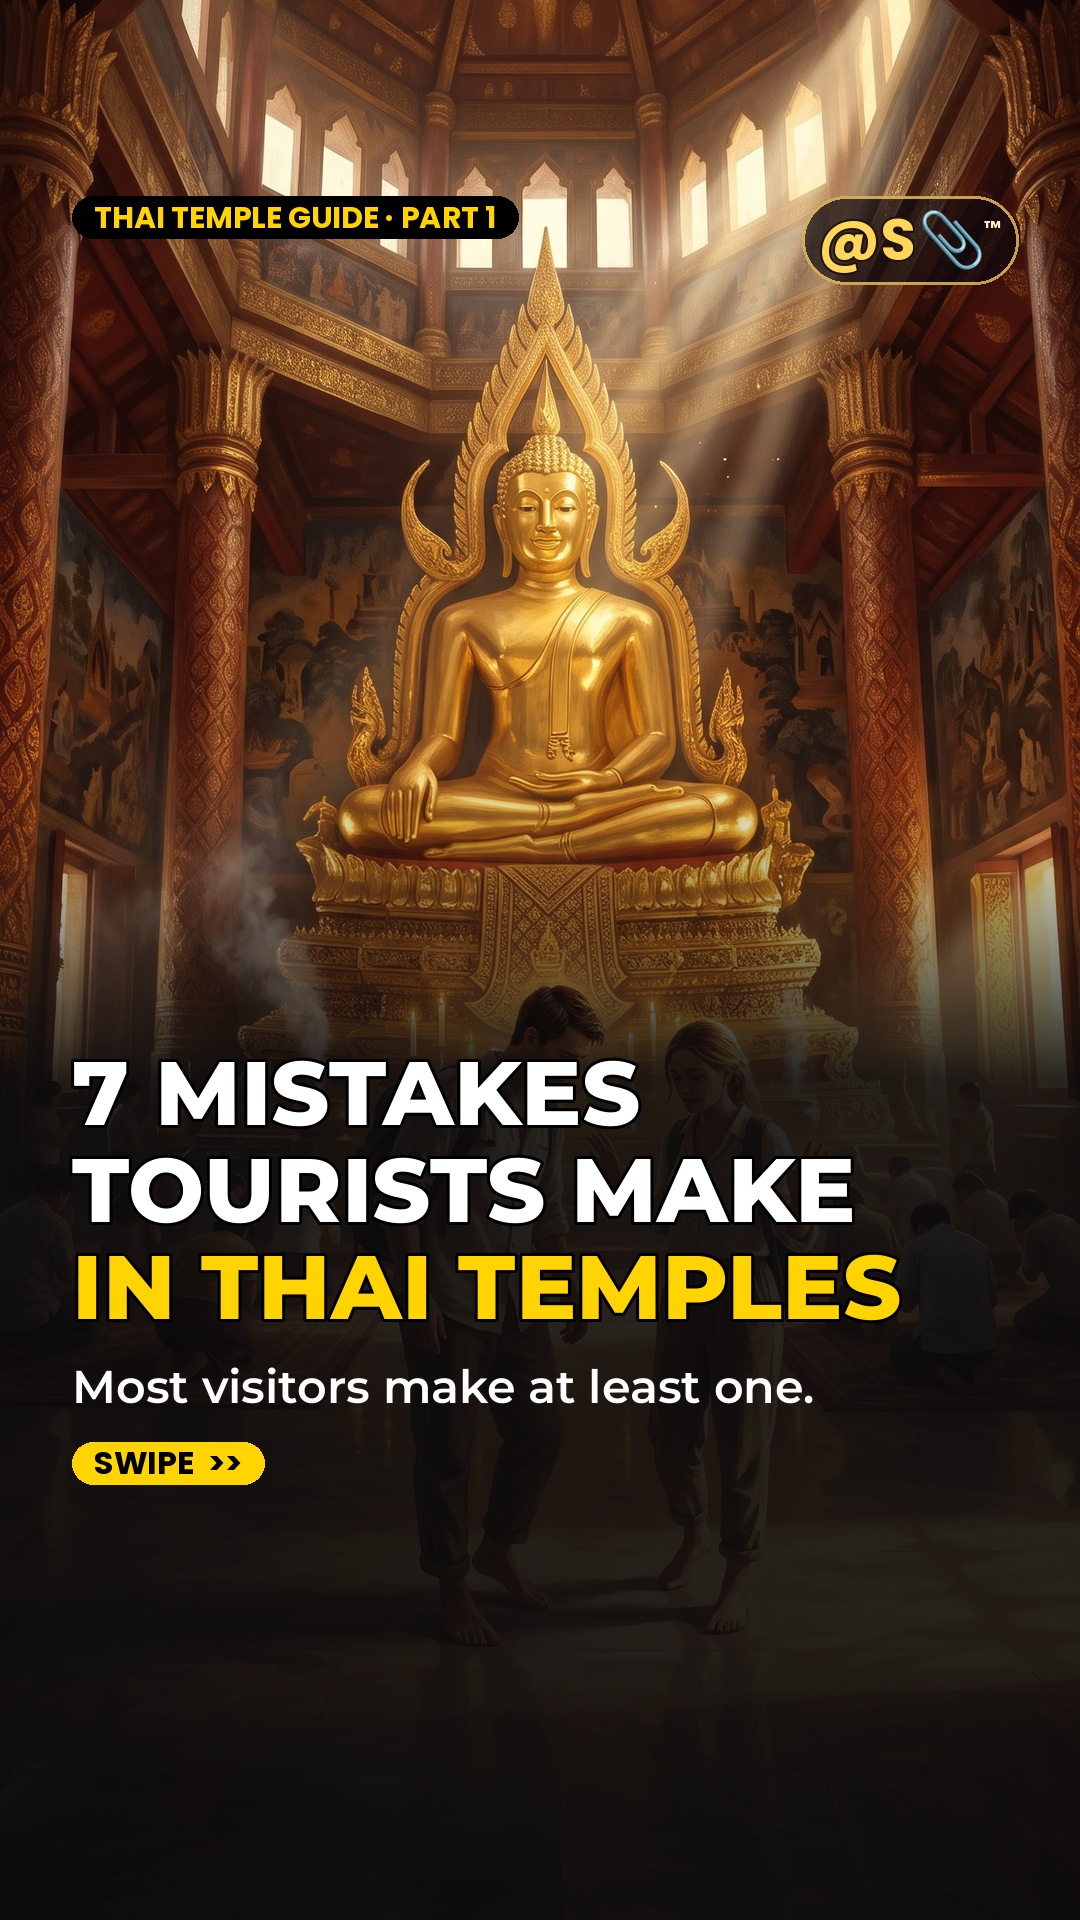 THAI TEMPLE GUIDE · PART 1
@S📎™
7 MISTAKES
TOURISTS MAKE
IN THAI TEMPLES
Most visitors make at least one.
SWIPE >>